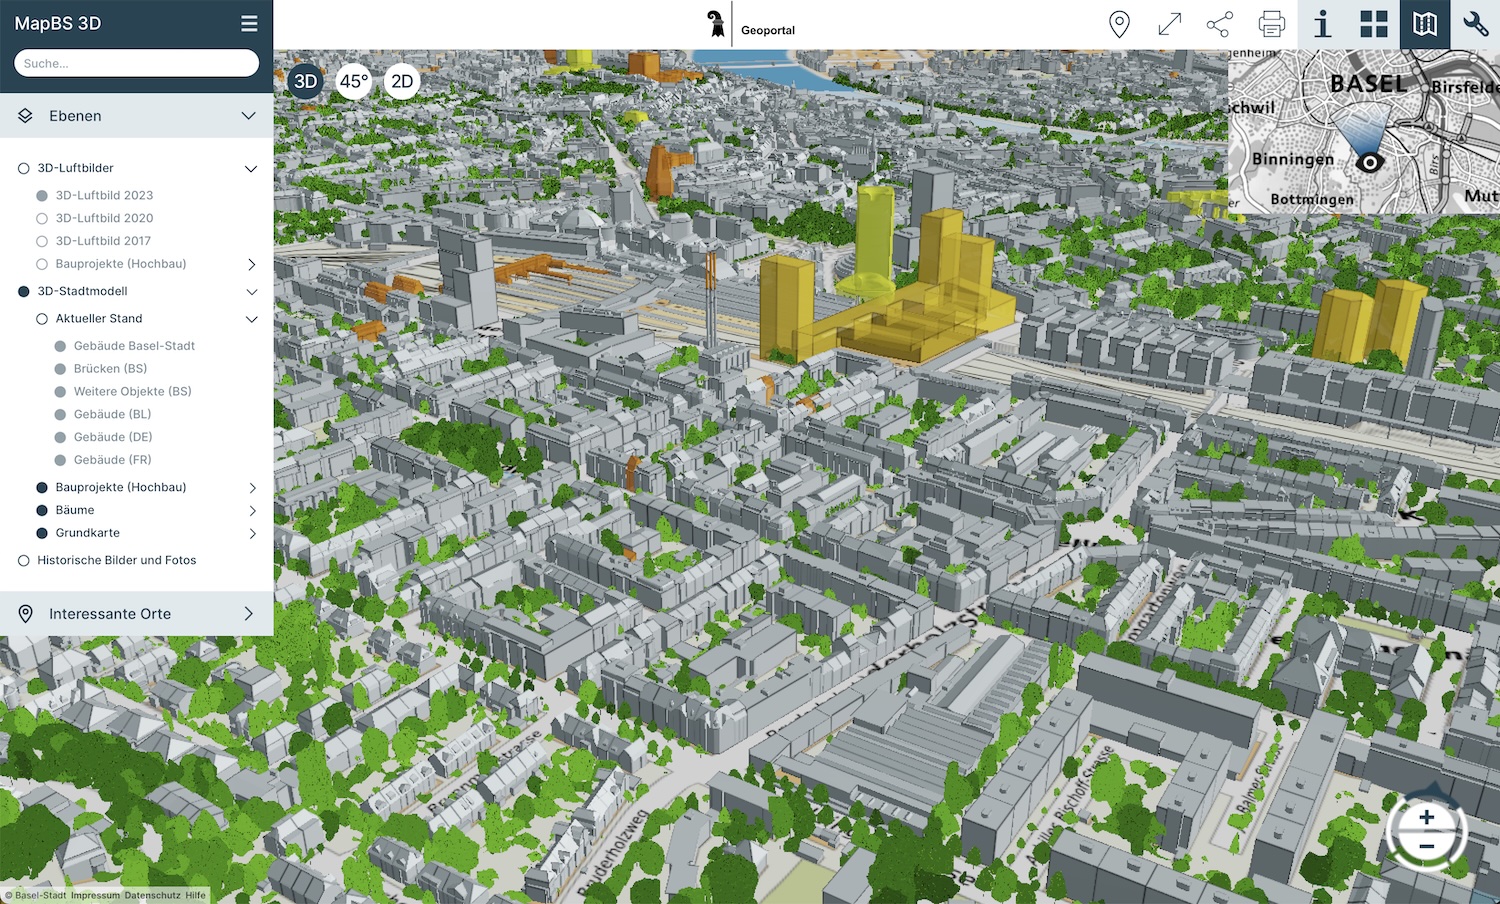 MapBS 3D
Suche...
Geoportal
3D
45°
2D
Ebenen
3D-Luftbilder
3D-Luftbild 2023
3D-Luftbild 2020
3D-Luftbild 2017
Bauprojekte (Hochbau)
3D-Stadtmodell
Aktueller Stand
Gebäude Basel-Stadt
Brücken (BS)
Weitere Objekte (BS)
Gebäude (BL)
Gebäude (DE)
Gebäude (FR)
Bauprojekte (Hochbau)
Bäume
Grundkarte
Historische Bilder und Fotos
Interessante Orte
BASEL
Birsfelde
chwil
Binningen
Birs
Bottmingen
Mut
Bruderholzweg
© Basel-Stadt Impressum Datenschutz Hilfe